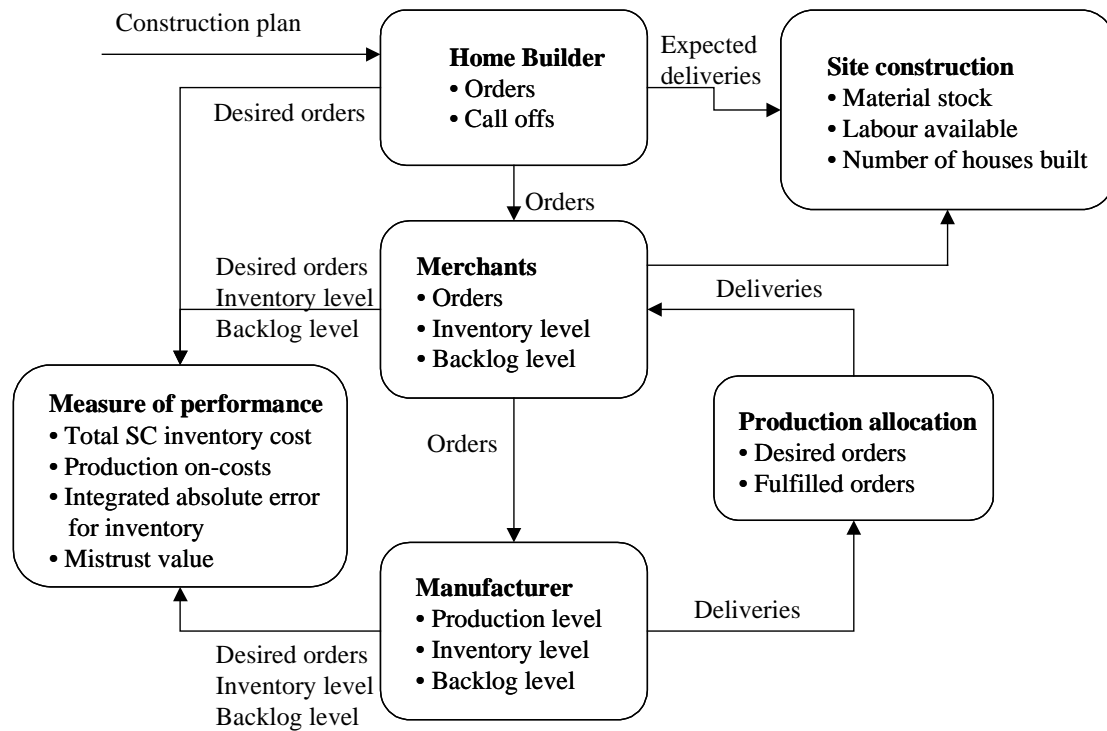 Construction plan
Home Builder
• Orders
• Call offs
Expected
deliveries
Site construction
• Material stock
• Labour available
• Number of houses built
Desired orders
Orders
Desired orders
Inventory level
Backlog level
Merchants
• Orders
• Inventory level
• Backlog level
Deliveries
Measure of performance
• Total SC inventory cost
• Production on-costs
• Integrated absolute error
for inventory
• Mistrust value
Orders
Production allocation
• Desired orders
• Fulfilled orders
Manufacturer
• Production level
• Inventory level
• Backlog level
Deliveries
Desired orders
Inventory level
Backlog level